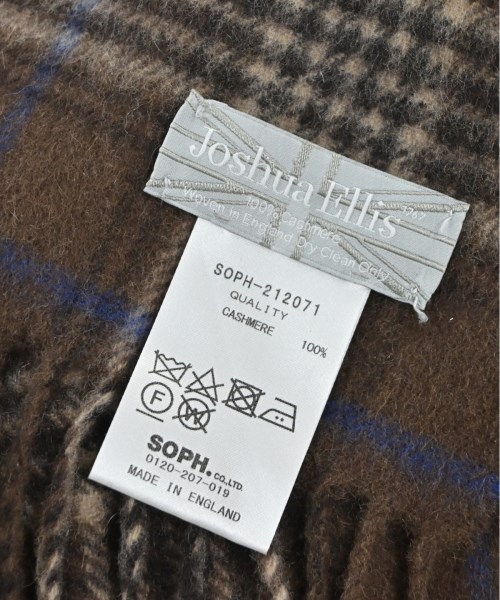 Joshua Ellis 1767
100% Cashmere
Woven in England Dry Clean Only
SOPH-212071
QUALITY
CASHMERE 100%
F
W
SOPH. CO.,LTD.
0120-207-019
MADE IN ENGLAND